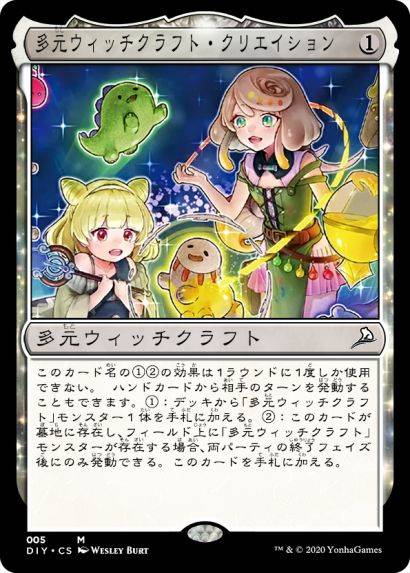 多元ウィッチクラフト・クリエイション 1
多元ウィッチクラフト
このカード名の①②の効果は1ラウンドに1度しか使用
できない。 ハンドカードから相手のターンを発動する
こともできます。①：デッキから「多元ウィッチクラフ
ト」モンスター1体を手札に加える。②：このカードが
墓地に存在し、フィールド上に「多元ウィッチクラフト」
モンスターが存在する場合、両パーティの終了フェイズ
後にのみ発動できる。 このカードを手札に加える。
005 M
DIY • CS Wesley Burt
™ & © 2020 YonhaGames